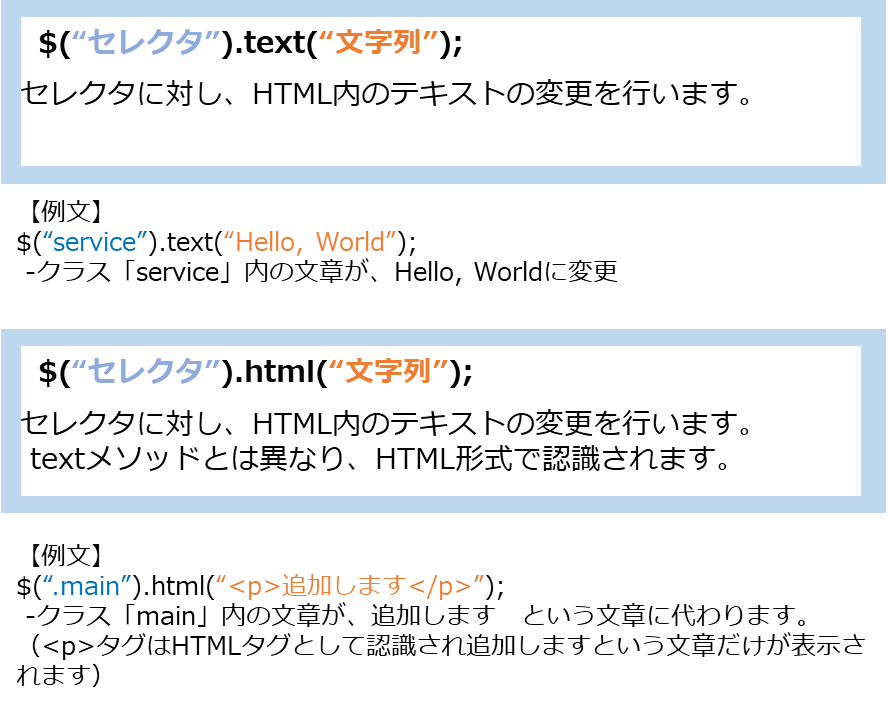 $(“セレクタ”).text(“文字列”);
セレクタに対し、HTML内のテキストの変更を行います。
【例文】
$(“service”).text(“Hello, World”);
-クラス「service」内の文章が、Hello, Worldに変更
$(“セレクタ”).html(“文字列”);
セレクタに対し、HTML内のテキストの変更を行います。
textメソッドとは異なり、HTML形式で認識されます。
【例文】
$(“.main”).html(“<p>追加します</p>”);
-クラス「main」内の文章が、追加します　という文章に代わります。
（<p>タグはHTMLタグとして認識され追加しますという文章だけが表示さ
れます）